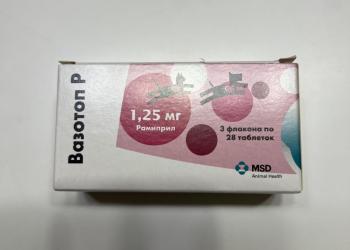 Вазотоп Р
1,25 мг
Рамиприл
3 флакона по
28 таблеток
MSD
Animal Health